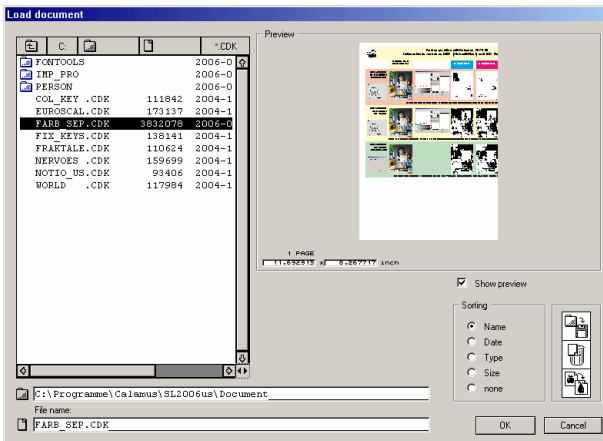 Load document
C: *.CDK
FONTOOLS 2006-0
IMP_PRO 2006-0
PERSON 2006-0
COL_KEY .CDK 111842 2004-1
EUROSCAL.CDK 173137 2004-1
FARB_SEP.CDK 3832078 2006-0
FIX_KEYS.CDK 138141 2004-1
FRAKTALE.CDK 110624 2004-1
NERVOES .CDK 159699 2004-1
NOTIO_US.CDK 93406 2004-1
WORLD .CDK 117984 2004-1
Preview
1 PAGE
11.692913 x 8.267717 inch
Show preview
Sorting
Name
Date
Type
Size
none
C:\Programme\Calamus\SL2006us\Document
File name:
FARB_SEP.CDK
OK Cancel